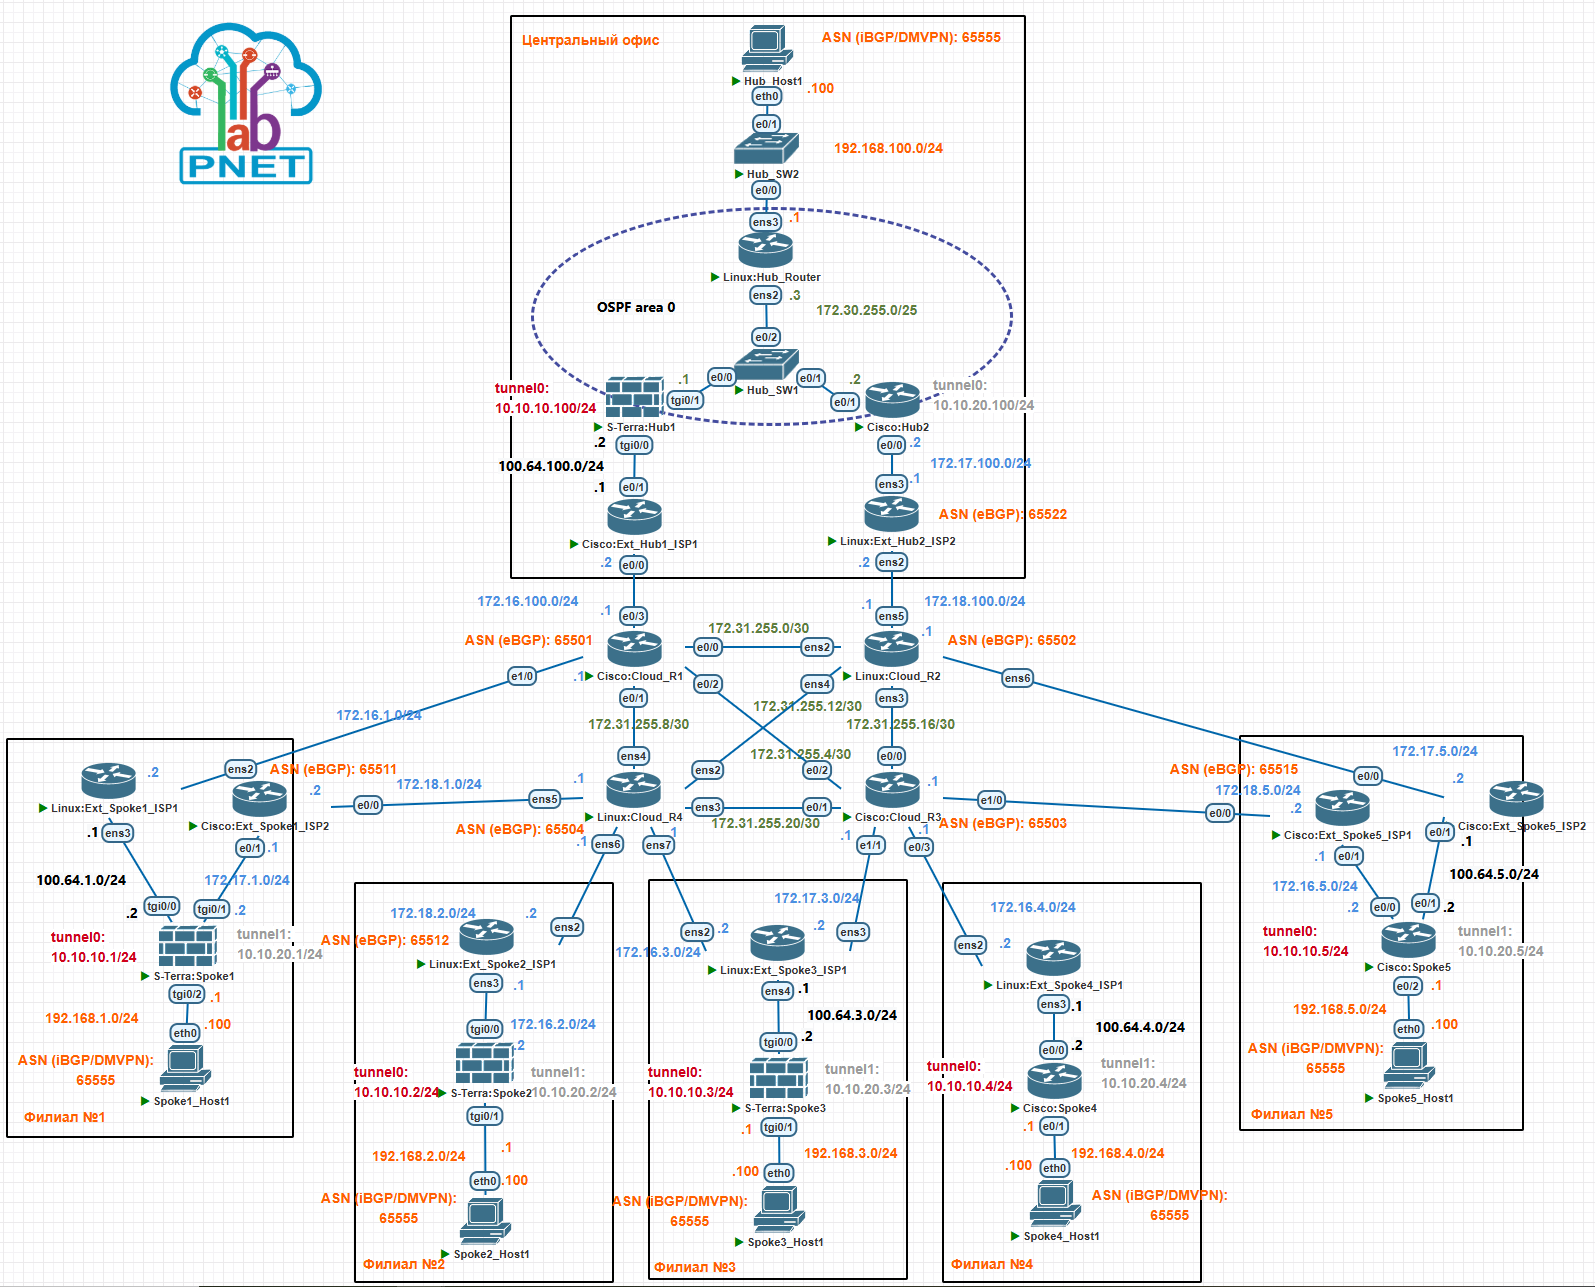 lab
PNET
Центральный офис
ASN (iBGP/DMVPN): 65555
Hub_Host1
eth0
.100
e0/1
192.168.100.0/24
Hub_SW2
e0/0
ens3
.1
Linux:Hub_Router
ens2
.3
OSPF area 0
172.30.255.0/25
e0/2
e0/0
e0/1
Hub_SW1
.1
.2
tgi0/1
e0/1
tunnel0:
10.10.10.100/24
tunnel0:
10.10.20.100/24
S-Terra:Hub1
Cisco:Hub2
.2
tgi0/0
e0/0
.2
100.64.100.0/24
172.17.100.0/24
.1
e0/1
ens3
.1
ASN (eBGP): 65522
Cisco:Ext_Hub1_ISP1
Linux:Ext_Hub2_ISP2
.2
e0/0
.2
ens2
172.16.100.0/24
172.18.100.0/24
.1
e0/3
.1
ens5
ASN (eBGP): 65501
172.31.255.0/30
.1
ASN (eBGP): 65502
e0/0
ens2
.1
Cisco:Cloud_R1
Linux:Cloud_R2
e1/0
e0/2
ens4
ens6
e0/1
ens3
172.31.255.12/30
172.16.1.0/24
172.31.255.8/30
172.31.255.16/30
172.31.255.4/30
ens4
ens2
e0/2
e0/0
172.17.5.0/24
ens2
ASN (eBGP): 65511
.2
.1
.1
ASN (eBGP): 65515
e0/0
.2
172.18.1.0/24
172.18.5.0/24
.2
Linux:Ext_Spoke1_ISP1
e0/0
ens5
ens3
e0/1
e1/0
e0/0
.2
Cisco:Ext_Spoke1_ISP2
Linux:Cloud_R4
172.31.255.20/30
Cisco:Cloud_R3
ASN (eBGP): 65504
ASN (eBGP): 65503
Cisco:Ext_Spoke5_ISP1
Cisco:Ext_Spoke5_ISP2
.1
ens3
e0/1
.1
.1
ens6
.1
ens7
.1
e1/1
.1
e0/3
.1
e0/1
e0/1
.1
100.64.1.0/24
172.17.1.0/24
172.16.5.0/24
100.64.5.0/24
.2
tgi0/0
tgi0/1
.2
.2
e0/0
e0/1
.2
tunnel0:
10.10.10.1/24
tunnel1:
10.10.20.1/24
S-Terra:Spoke1
tgi0/2
.1
192.168.1.0/24
eth0
.100
ASN (iBGP/DMVPN):
65555
Spoke1_Host1
Филиал №1
172.18.2.0/24
.2
ens2
ASN (eBGP): 65512
Linux:Ext_Spoke2_ISP1
ens3
.1
tgi0/0
172.16.2.0/24
.2
tunnel0:
10.10.10.2/24
tunnel1:
10.10.20.2/24
S-Terra:Spoke2
tgi0/1
.1
192.168.2.0/24
eth0
.100
ASN (iBGP/DMVPN):
65555
Spoke2_Host1
Филиал №2
172.17.3.0/24
ens2
.2
.2
ens3
172.16.3.0/24
Linux:Ext_Spoke3_ISP1
ens4
.1
100.64.3.0/24
tgi0/0
.2
tunnel0:
10.10.10.3/24
tunnel1:
10.10.20.3/24
S-Terra:Spoke3
.1
tgi0/1
192.168.3.0/24
.100
eth0
ASN (iBGP/DMVPN):
65555
Spoke3_Host1
Филиал №3
172.16.4.0/24
ens2
.2
Linux:Ext_Spoke4_ISP1
ens3
.1
100.64.4.0/24
e0/0
.2
tunnel0:
10.10.10.4/24
tunnel1:
10.10.20.4/24
Cisco:Spoke4
.1
e0/1
192.168.4.0/24
.100
eth0
ASN (iBGP/DMVPN):
65555
Spoke4_Host1
Филиал №4
tunnel0:
10.10.10.5/24
tunnel1:
10.10.20.5/24
Cisco:Spoke5
e0/2
.1
192.168.5.0/24
eth0
.100
ASN (iBGP/DMVPN):
65555
Spoke5_Host1
Филиал №5